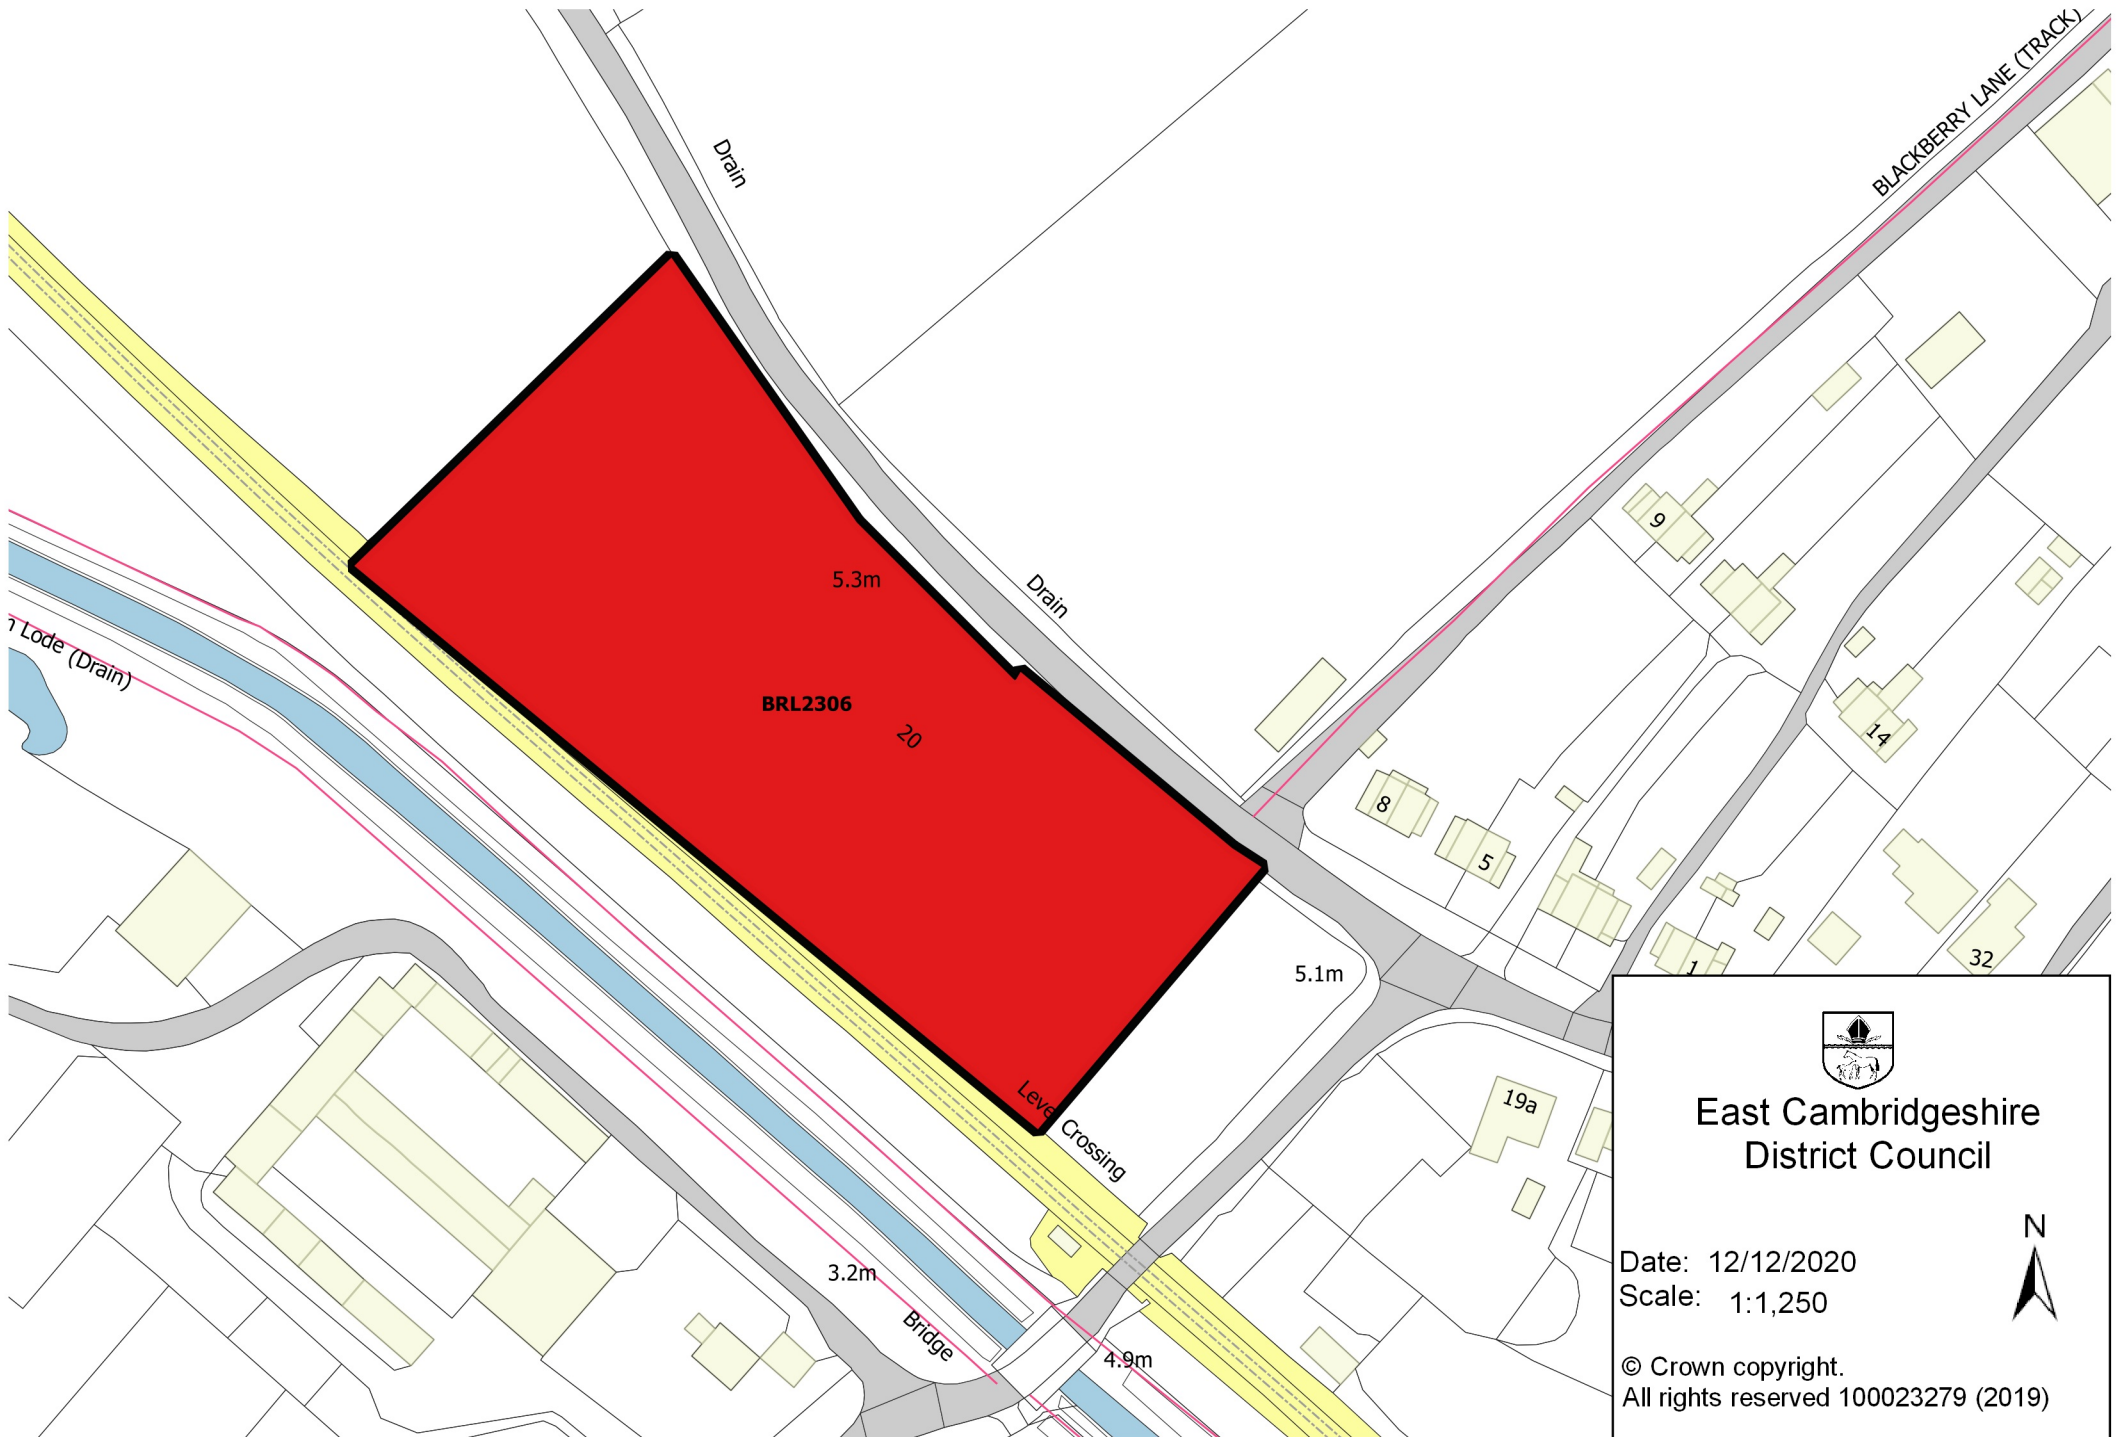 BLACKBERRY LANE (TRACK)
Drain
9
5.3m
Drain
Lode (Drain)
BRL2306
20
14
8
5
32
1
5.1m
Level Crossing
19a
3.2m
Bridge
4.9m
East Cambridgeshire
District Council
N
Date: 12/12/2020
Scale: 1:1,250
© Crown copyright.
All rights reserved 100023279 (2019)